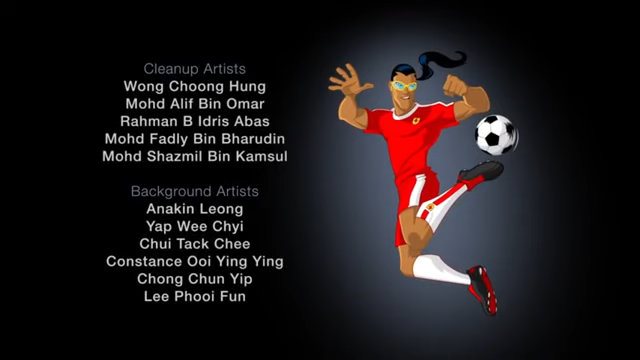 Cleanup Artists
Wong Choong Hung
Mohd Alif Bin Omar
Rahman B Idris Abas
Mohd Fadly Bin Bharudin
Mohd Shazmil Bin Kamsul
Background Artists
Anakin Leong
Yap Wee Chyi
Chui Tack Chee
Constance Ooi Ying Ying
Chong Chun Yip
Lee Phooi Fun